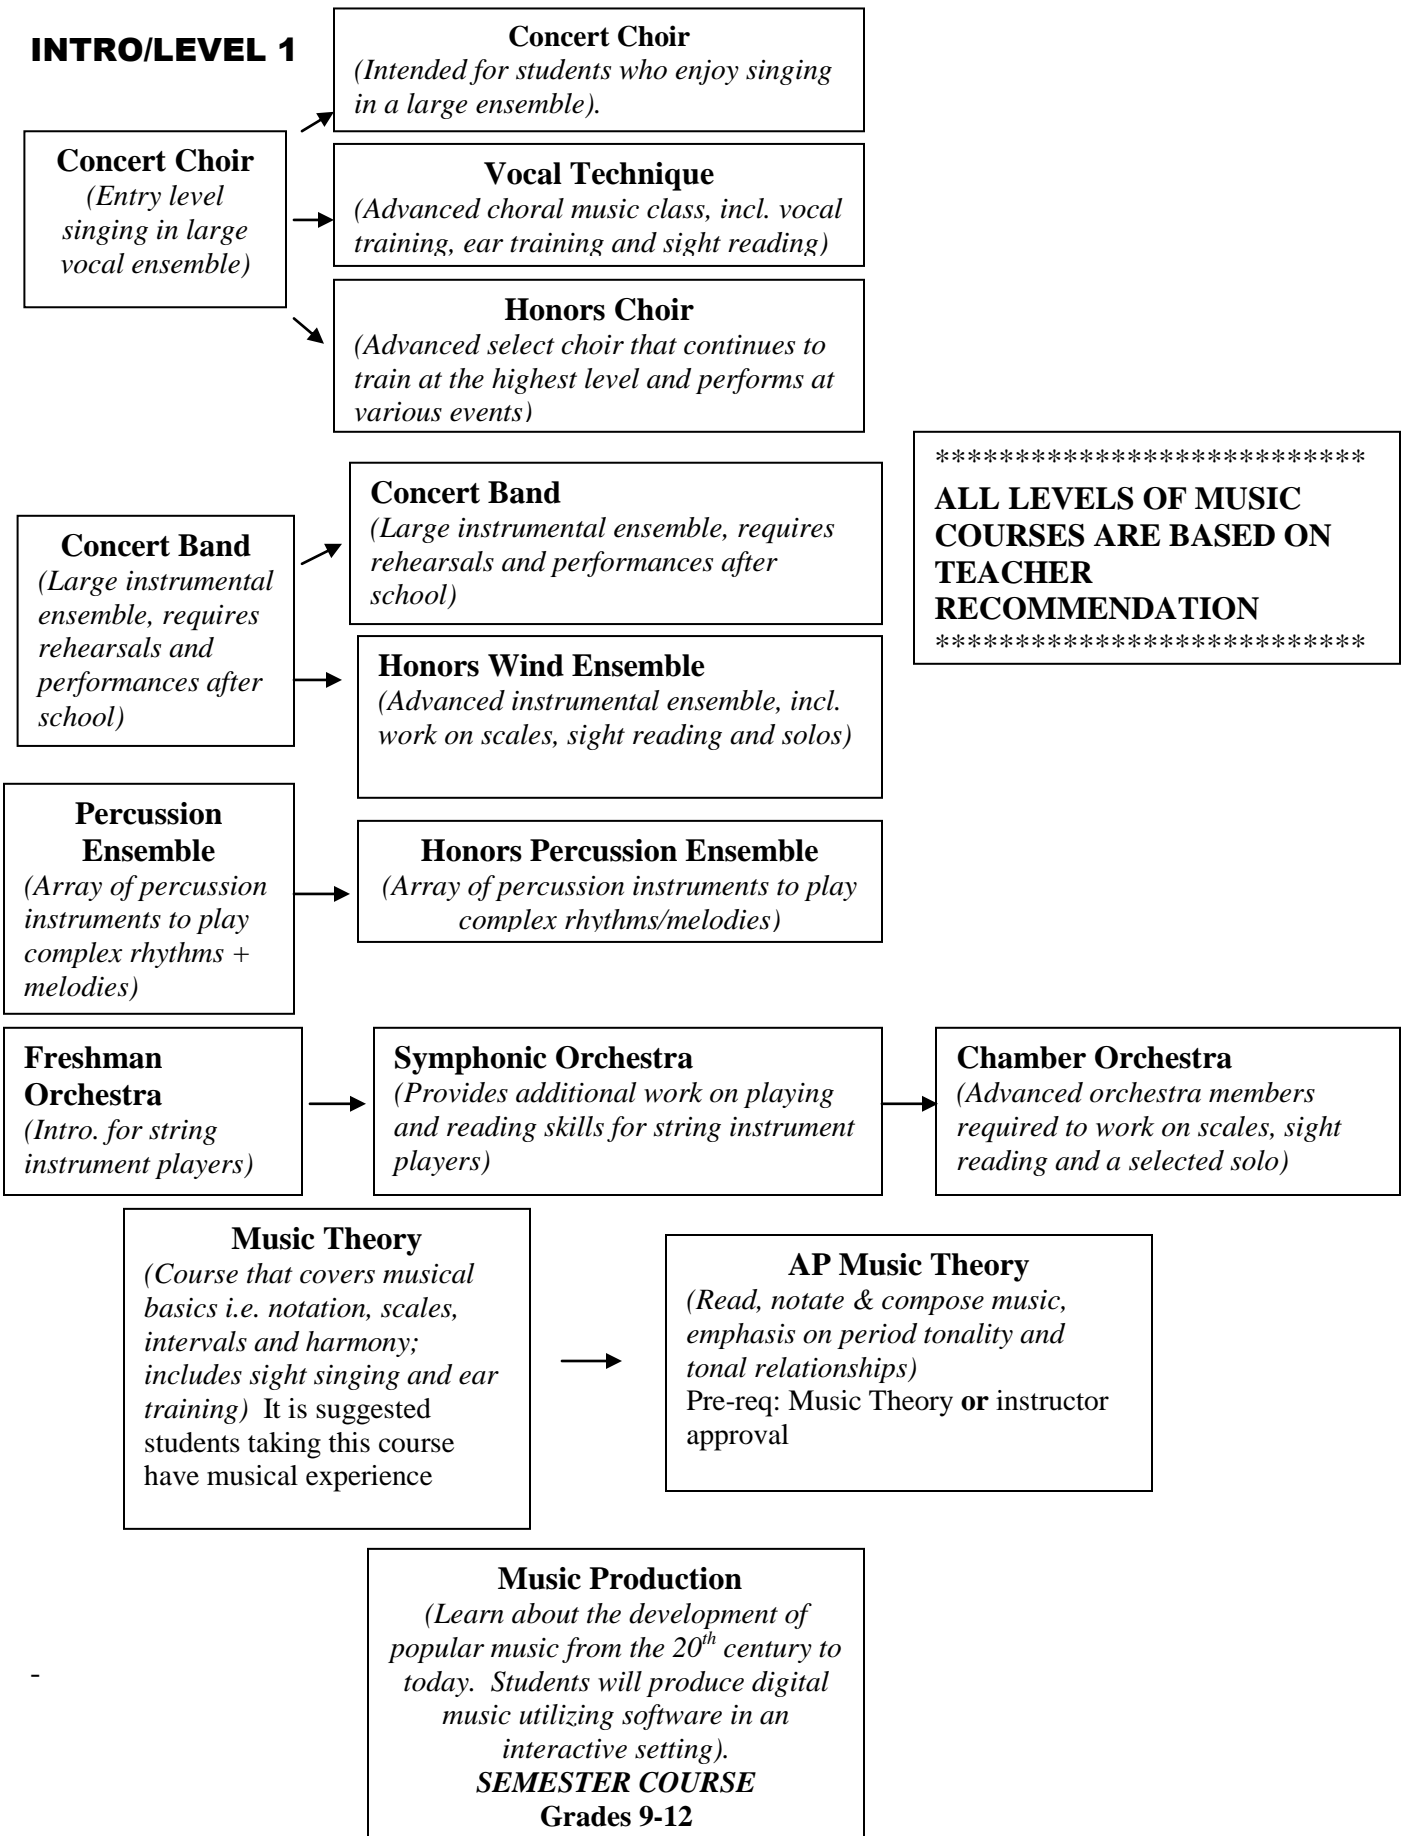 INTRO/LEVEL 1
Concert Choir
(Intended for students who enjoy singing
in a large ensemble).
Concert Choir
(Entry level
singing in large
vocal ensemble)
Vocal Technique
(Advanced choral music class, incl. vocal
training, ear training and sight reading)
Honors Choir
(Advanced select choir that continues to
train at the highest level and performs at
various events)
***************************
ALL LEVELS OF MUSIC
COURSES ARE BASED ON
TEACHER
RECOMMENDATION
***************************
Concert Band
(Large instrumental
ensemble, requires
rehearsals and
performances after
school)
Concert Band
(Large instrumental ensemble, requires
rehearsals and performances after
school)
Honors Wind Ensemble
(Advanced instrumental ensemble, incl.
work on scales, sight reading and solos)
Percussion
Ensemble
(Array of percussion
instruments to play
complex rhythms +
melodies)
Honors Percussion Ensemble
(Array of percussion instruments to play
complex rhythms/melodies)
Freshman
Orchestra
(Intro. for string
instrument players)
Symphonic Orchestra
(Provides additional work on playing
and reading skills for string instrument
players)
Chamber Orchestra
(Advanced orchestra members
required to work on scales, sight
reading and a selected solo)
Music Theory
(Course that covers musical
basics i.e. notation, scales,
intervals and harmony;
includes sight singing and ear
training)  It is suggested
students taking this course
have musical experience
AP Music Theory
(Read, notate & compose music,
emphasis on period tonality and
tonal relationships)
Pre-req: Music Theory or instructor
approval
Music Production
(Learn about the development of
popular music from the 20th century to
today.  Students will produce digital
music utilizing software in an
interactive setting).
SEMESTER COURSE
Grades 9-12
-